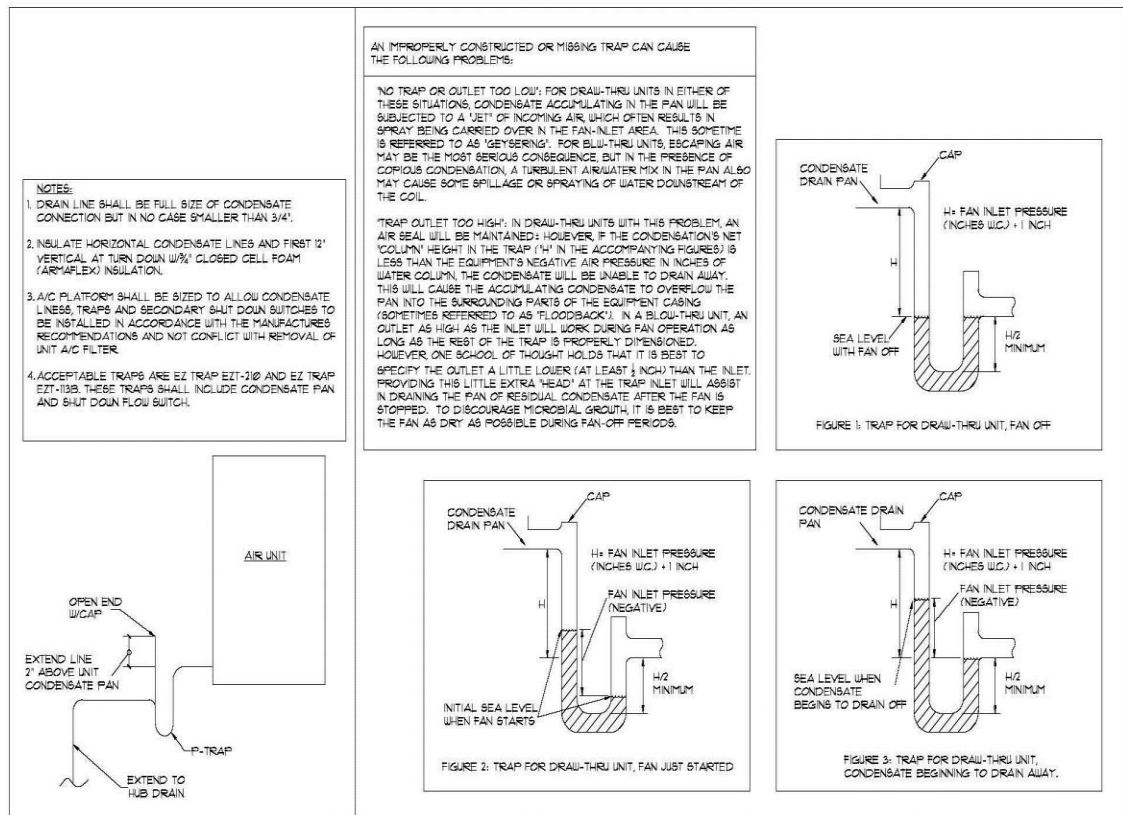 NOTES:
1. DRAIN LINE SHALL BE FULL SIZE OF CONDENSATE
CONNECTION BUT IN NO CASE SMALLER THAN 3/4".
2. INSULATE HORIZONTAL CONDENSATE LINES AND FIRST 12"
VERTICAL AT TURN DOWN W/3/4" CLOSED CELL FOAM
(ARMAFLEX) INSULATION.
3. A/C PLATFORM SHALL BE SIZED TO ALLOW CONDENSATE
LINESS, TRAPS AND SECONDARY SHUT DOWN SWITCHES TO
BE INSTALLED IN ACCORDANCE WITH THE MANUFACTURES
RECOMMENDATIONS AND NOT CONFLICT WITH REMOVAL OF
UNIT A/C FILTER.
4. ACCEPTABLE TRAPS ARE EZ TRAP EZT-210 AND EZ TRAP
EZT-113B. THESE TRAPS SHALL INCLUDE CONDENSATE PAN
AND SHUT DOWN FLOW SWITCH.
AIR UNIT
OPEN END
W/CAP
EXTEND LINE
2" ABOVE UNIT
CONDENSATE PAN
P-TRAP
EXTEND TO
HUB DRAIN
AN IMPROPERLY CONSTRUCTED OR MISSING TRAP CAN CAUSE
THE FOLLOWING PROBLEMS:
"NO TRAP OR OUTLET TOO LOW": FOR DRAW-THRU UNITS IN EITHER OF
THESE SITUATIONS, CONDENSATE ACCUMULATING IN THE PAN WILL BE
SUBJECTED TO A "JET" OF INCOMING AIR, WHICH OFTEN RESULTS IN
SPRAY BEING CARRIED OVER IN THE FAN-INLET AREA. THIS SOMETIME
IS REFERRED TO AS "GEYSERING". FOR BLW-THRU UNITS, ESCAPING AIR
MAY BE THE MOST SERIOUS CONSEQUENCE, BUT IN THE PRESENCE OF
COPIOUS CONDENSATION, A TURBULENT AIR/WATER MIX IN THE PAN ALSO
MAY CAUSE SOME SPILLAGE OR SPRAYING OF WATER DOWNSTREAM OF
THE COIL.
"TRAP OUTLET TOO HIGH": IN DRAW-THRU UNITS WITH THIS PROBLEM, AN
AIR SEAL WILL BE MAINTAINED: HOWEVER, IF THE CONDENSATION'S NET
"COLUMN" HEIGHT IN THE TRAP ("H" IN THE ACCOMPANYING FIGURES) IS
LESS THAN THE EQUIPMENT'S NEGATIVE AIR PRESSURE IN INCHES OF
WATER COLUMN, THE CONDENSATE WILL BE UNABLE TO DRAIN AWAY.
THIS WILL CAUSE THE ACCUMULATING CONDENSATE TO OVERFLOW THE
PAN INTO THE SURROUNDING PARTS OF THE EQUIPMENT CASING
(SOMETIMES REFERRED TO AS "FLOODBACK"). IN A BLOW-THRU UNIT, AN
OUTLET AS HIGH AS THE INLET WILL WORK DURING FAN OPERATION AS
LONG AS THE REST OF THE TRAP IS PROPERLY DIMENSIONED.
HOWEVER, ONE SCHOOL OF THOUGHT HOLDS THAT IT IS BEST TO
SPECIFY THE OUTLET A LITTLE LOWER (AT LEAST 1/2 INCH) THAN THE INLET.
PROVIDING THIS LITTLE EXTRA "HEAD" AT THE TRAP INLET WILL ASSIST
IN DRAINING THE PAN OF RESIDUAL CONDENSATE AFTER THE FAN IS
STOPPED. TO DISCOURAGE MICROBIAL GROWTH, IT IS BEST TO KEEP
THE FAN AS DRY AS POSSIBLE DURING FAN-OFF PERIODS.
CAP
CONDENSATE
DRAIN PAN
H= FAN INLET PRESSURE
(INCHES W.C.) + 1 INCH
H
SEA LEVEL
WITH FAN OFF
H/2
MINIMUM
FIGURE 1: TRAP FOR DRAW-THRU UNIT, FAN OFF
CAP
CONDENSATE
DRAIN PAN
H= FAN INLET PRESSURE
(INCHES W.C.) + 1 INCH
H
FAN INLET PRESSURE
(NEGATIVE)
H/2
MINIMUM
INITIAL SEA LEVEL
WHEN FAN STARTS
FIGURE 2: TRAP FOR DRAW-THRU UNIT, FAN JUST STARTED
CAP
CONDENSATE DRAIN
PAN
H= FAN INLET PRESSURE
(INCHES W.C.) + 1 INCH
H
FAN INLET PRESSURE
(NEGATIVE)
SEA LEVEL WHEN
CONDENSATE
BEGINS TO DRAIN OFF
H/2
MINIMUM
FIGURE 3: TRAP FOR DRAW-THRU UNIT,
CONDENSATE BEGINNING TO DRAIN AWAY.